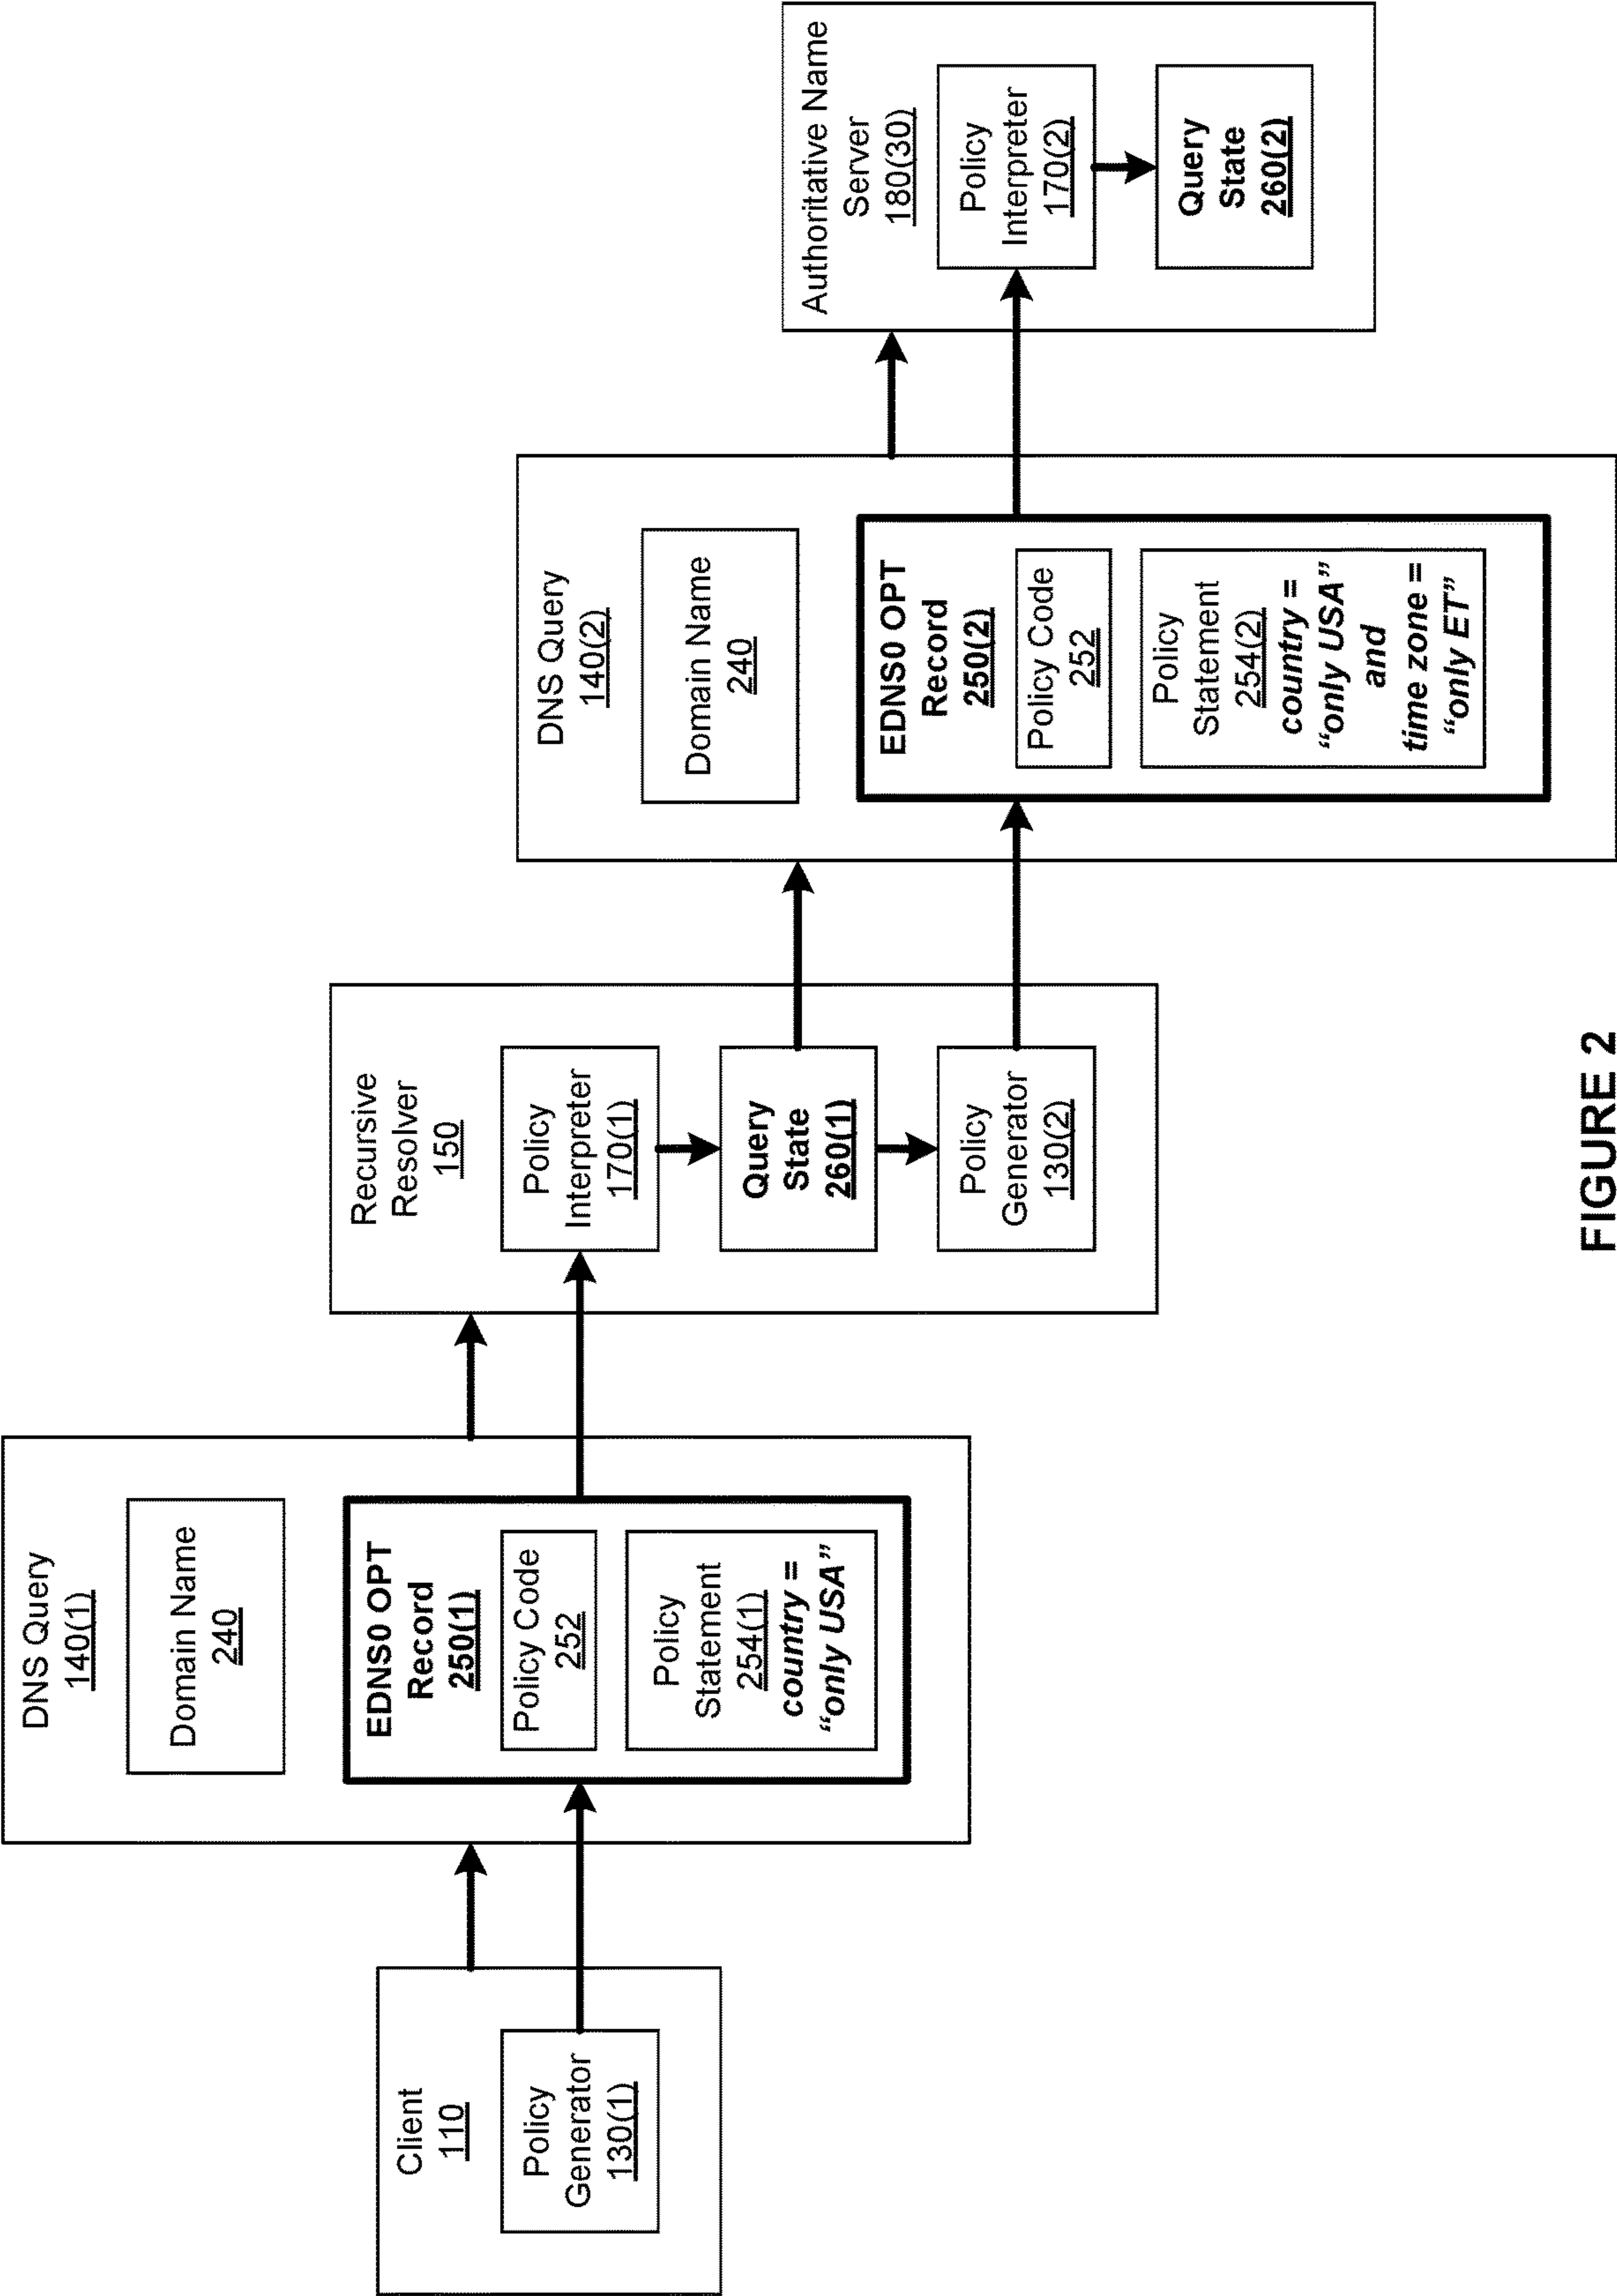 Client
110
Policy
Generator
130(1)
DNS Query
140(1)
Domain Name
240
EDNS0 OPT
Record
250(1)
Policy Code
252
Policy
Statement
254(1)
country =
“only USA”
Recursive
Resolver
150
Policy
Interpreter
170(1)
Query
State
260(1)
Policy
Generator
130(2)
DNS Query
140(2)
Domain Name
240
EDNS0 OPT
Record
250(2)
Policy Code
252
Policy
Statement
254(2)
country =
“only USA”
and
time zone =
“only ET”
Authoritative Name
Server
180(30)
Policy
Interpreter
170(2)
Query
State
260(2)
FIGURE 2